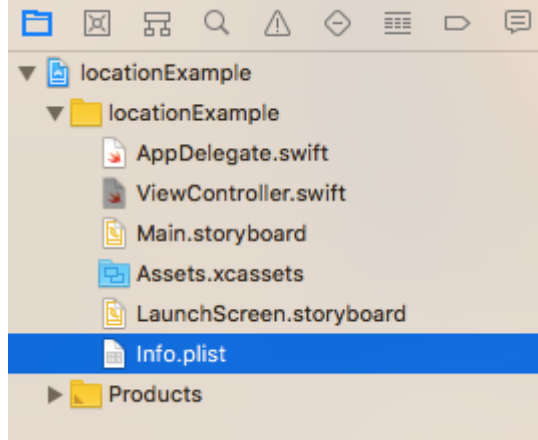 locationExample
locationExample
AppDelegate.swift
ViewController.swift
Main.storyboard
Assets.xcassets
LaunchScreen.storyboard
Info.plist
Products